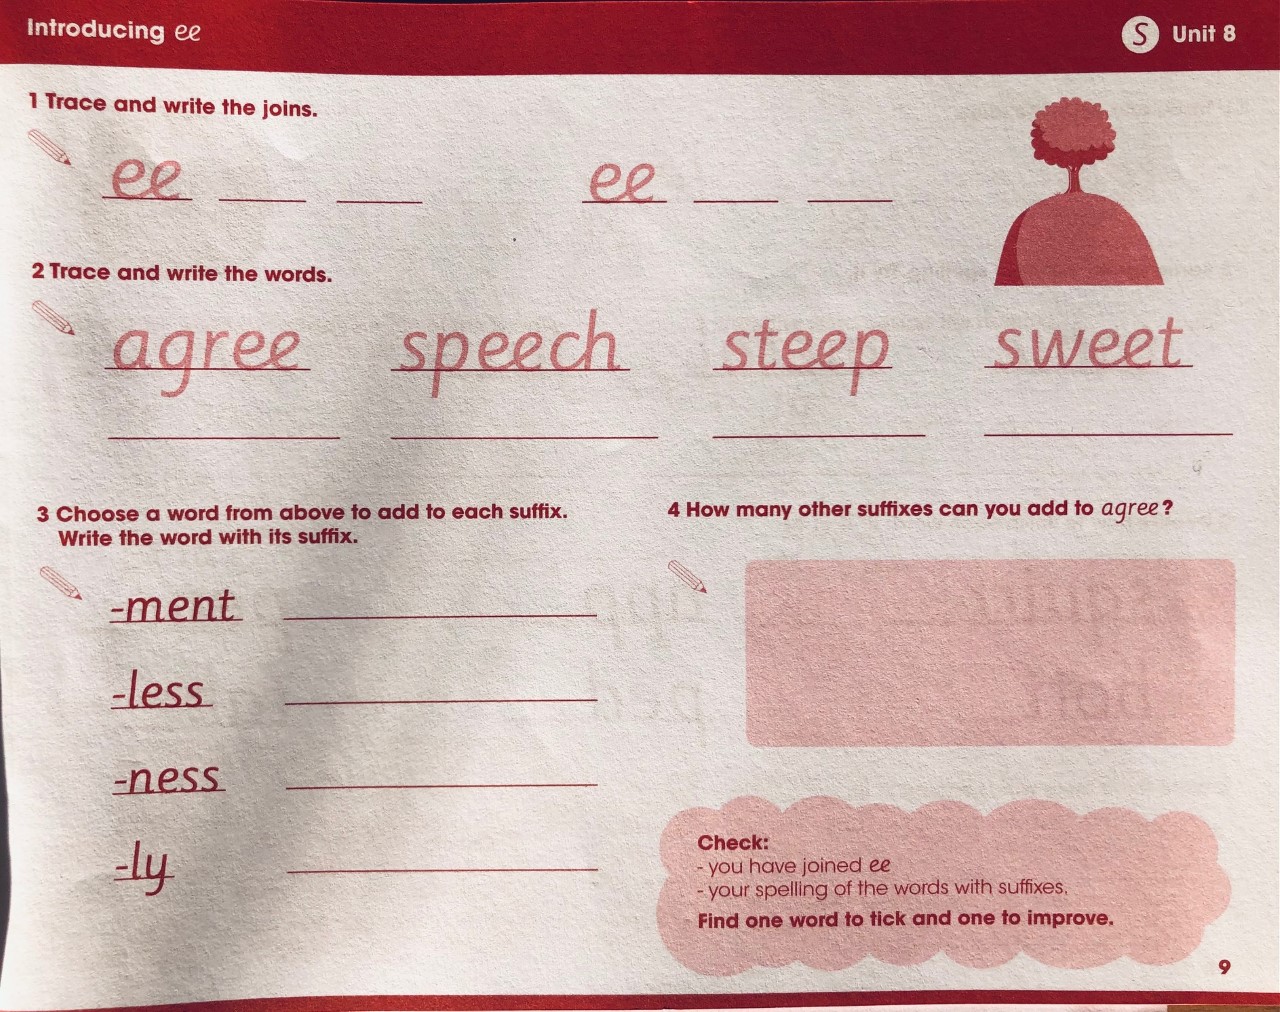 Introducing ee
S Unit 8
1 Trace and write the joins.
ee ee
2 Trace and write the words.
agree speech steep sweet
3 Choose a word from above to add to each suffix.
Write the word with its suffix.
-ment
-less
-ness
-ly
4 How many other suffixes can you add to agree?
Check:
- you have joined ee
- your spelling of the words with suffixes.
Find one word to tick and one to improve.
9